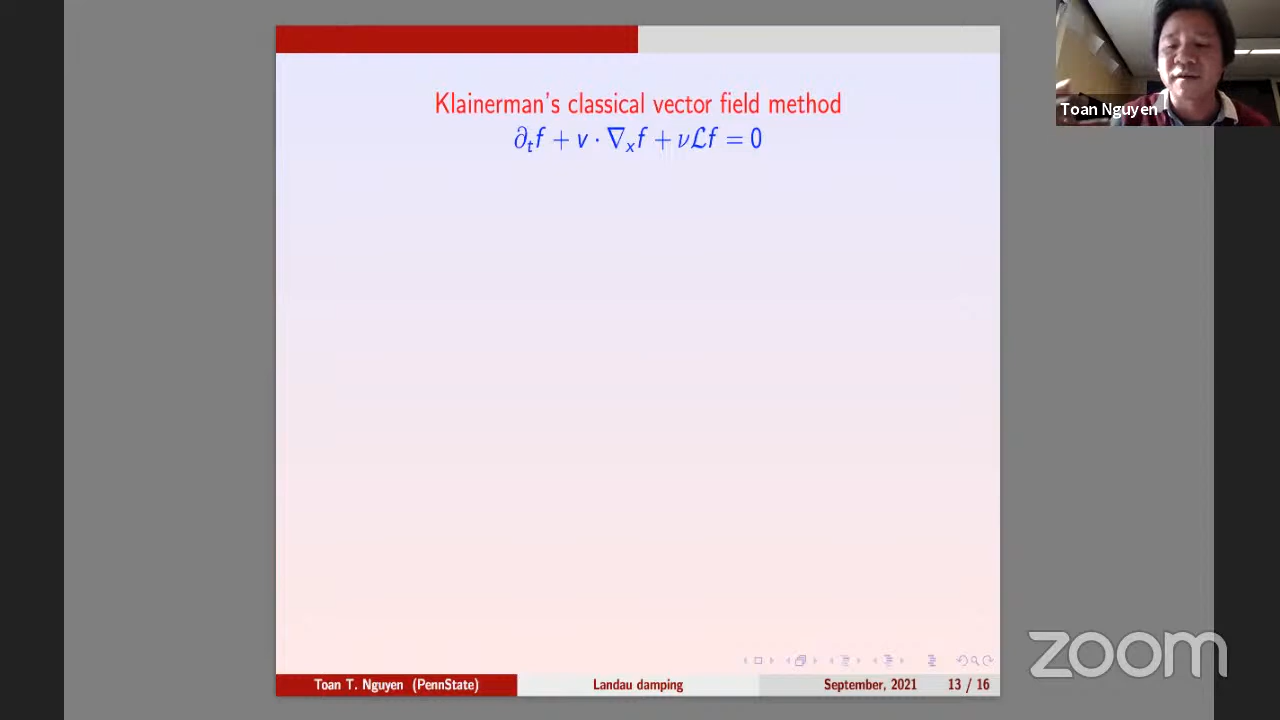 Klainerman's classical vector field method
∂ₜf + v · ∇ₓf + νℒf = 0
Toan Nguyen
zoom
Toan T. Nguyen (PennState)
Landau damping
September, 2021
13 / 16